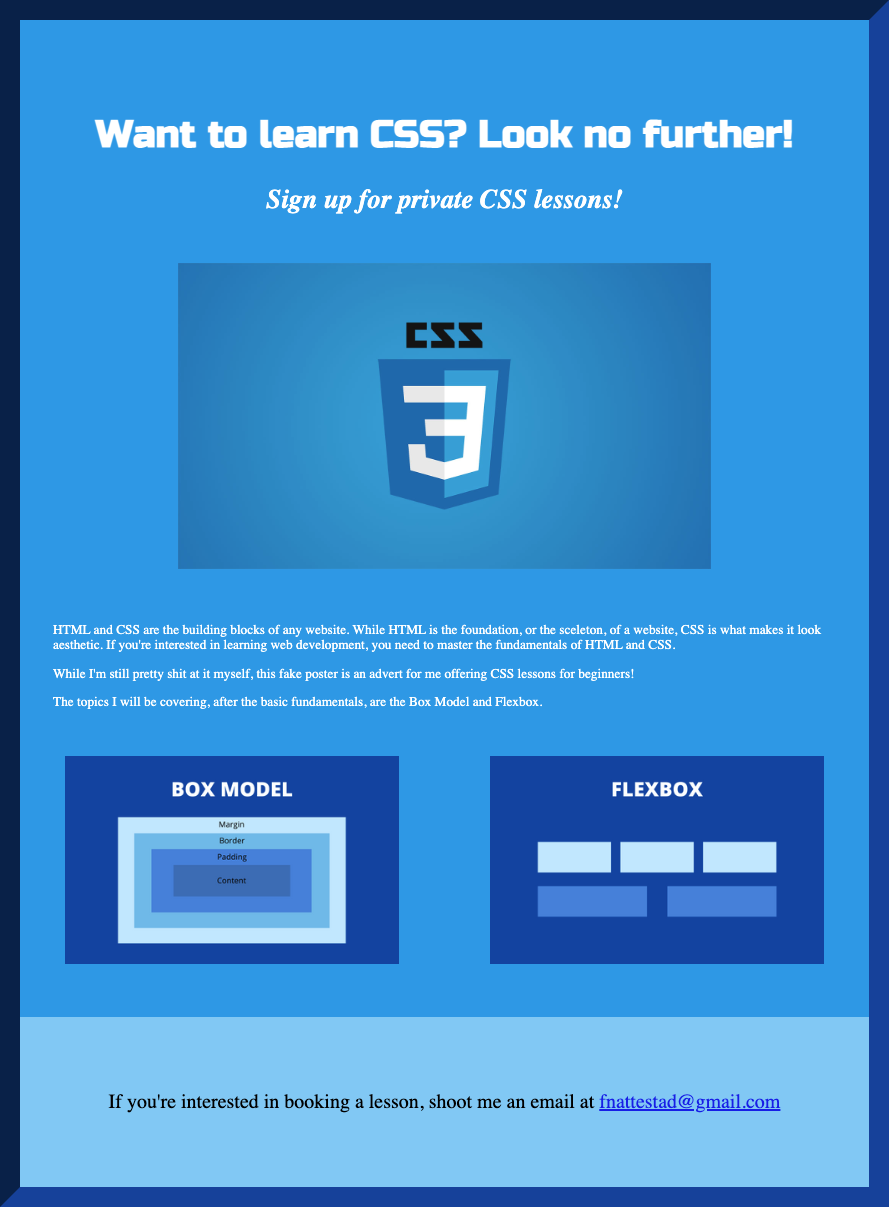 Want to learn CSS? Look no further!
Sign up for private CSS lessons!
CSS
3
HTML and CSS are the building blocks of any website. While HTML is the foundation, or the sceleton, of a website, CSS is what makes it look
aesthetic. If you're interested in learning web development, you need to master the fundamentals of HTML and CSS.
While I'm still pretty shit at it myself, this fake poster is an advert for me offering CSS lessons for beginners!
The topics I will be covering, after the basic fundamentals, are the Box Model and Flexbox.
BOX MODEL
Margin
Border
Padding
Content
FLEXBOX
If you're interested in booking a lesson, shoot me an email at fnattestad@gmail.com